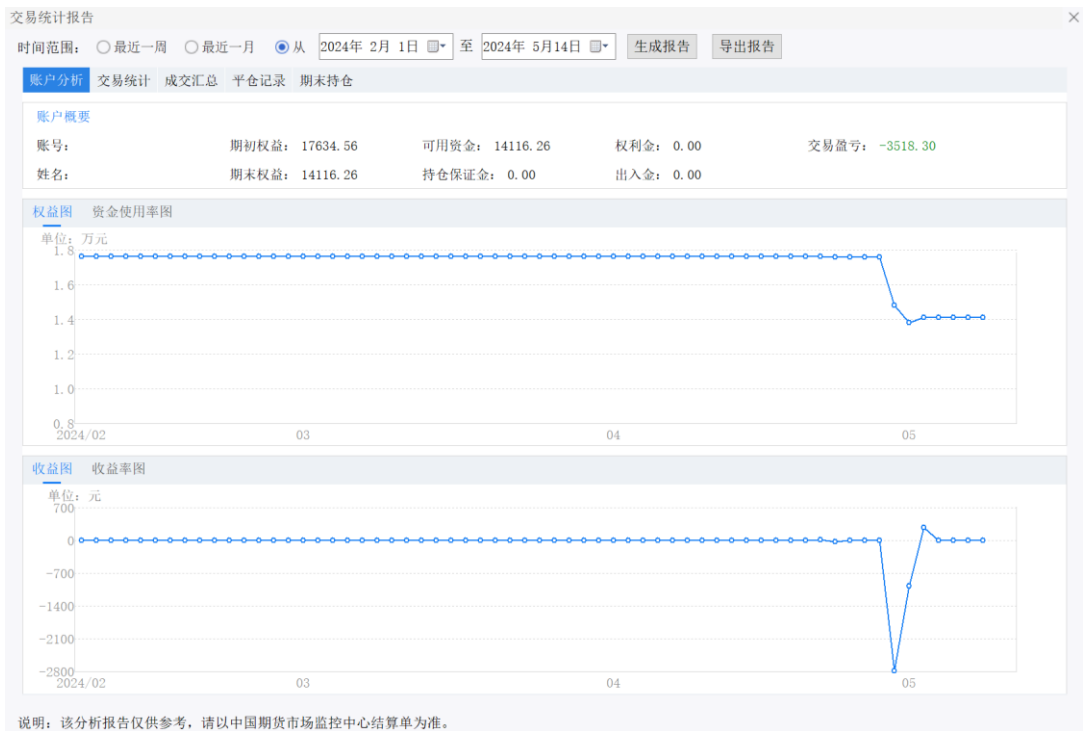 交易统计报告
时间范围： 最近一周 最近一月 从 2024年 2月 1日 至 2024年 5月14日 生成报告 导出报告
账户分析 交易统计 成交汇总 平仓记录 期末持仓
账户概要
账号： 期初权益： 17634.56 可用资金： 14116.26 权利金： 0.00 交易盈亏： -3518.30
姓名： 期末权益： 14116.26 持仓保证金： 0.00 出入金： 0.00
权益图 资金使用率图
单位：万元
1.8
1.6
1.4
1.2
1.0
0.8
2024/02 03 04 05
收益图 收益率图
单位：元
700
0
-700
-1400
-2100
-2800
2024/02 03 04 05
说明：该分析报告仅供参考，请以中国期货市场监控中心结算单为准。